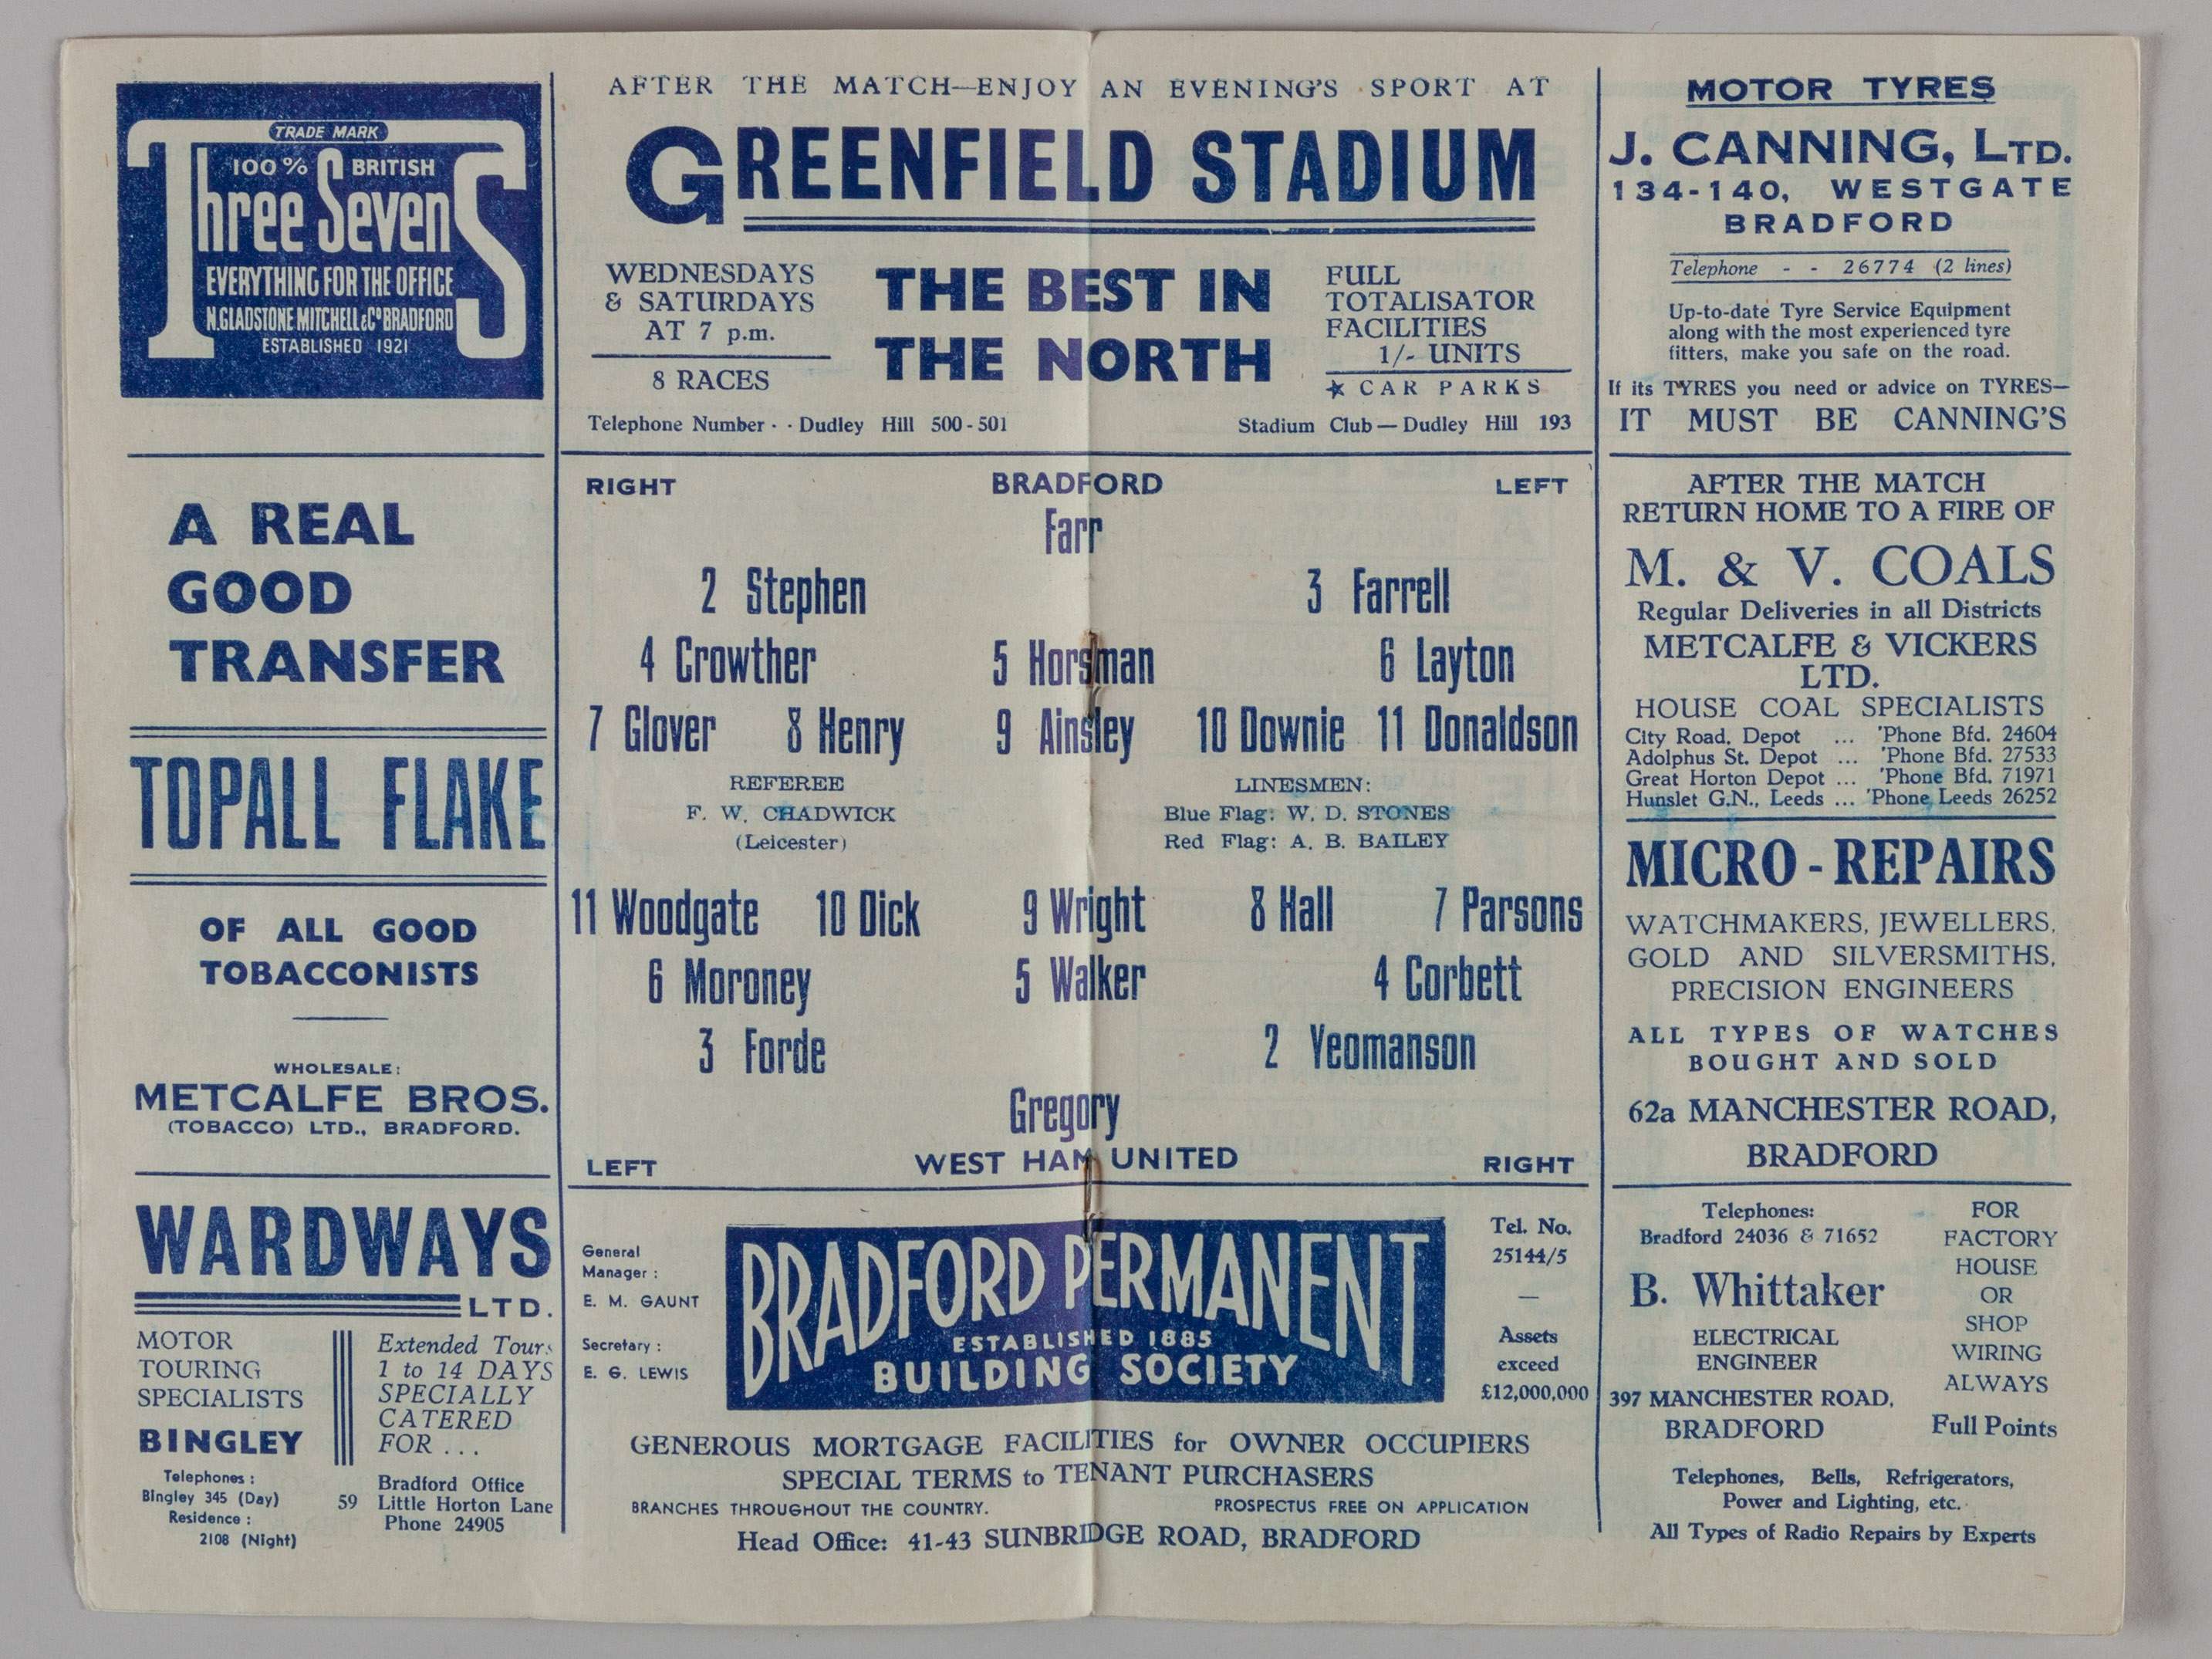 TRADE MARK
100% BRITISH
Three Sevens
EVERYTHING FOR THE OFFICE
N. GLADSTONE MITCHELL & Co BRADFORD
ESTABLISHED 1921
A REAL
GOOD
TRANSFER
TOPALL FLAKE
OF ALL GOOD
TOBACCONISTS
WHOLESALE:
METCALFE BROS.
(TOBACCO) LTD., BRADFORD.
WARDWAYS
LTD.
MOTOR
TOURING
SPECIALISTS
BINGLEY
Telephones:
Bingley 345 (Day)
Residence:
2108 (Night)
Extended Tours
1 to 14 DAYS
SPECIALLY
CATERED
FOR ...
Bradford Office
59 Little Horton Lane
Phone 24905
AFTER THE MATCH—ENJOY AN EVENING'S SPORT AT
GREENFIELD STADIUM
WEDNESDAYS
& SATURDAYS
AT 7 p.m.
8 RACES
THE BEST IN
THE NORTH
FULL
TOTALISATOR
FACILITIES
1/- UNITS
★ CAR PARKS
Telephone Number - - Dudley Hill 500-501
Stadium Club — Dudley Hill 193
RIGHT BRADFORD LEFT
Farr
2 Stephen 3 Farrell
4 Crowther 5 Horsman 6 Layton
7 Glover 8 Henry 9 Ainsley 10 Downie 11 Donaldson
REFEREE
F. W. CHADWICK
(Leicester)
LINESMEN:
Blue Flag: W. D. STONES
Red Flag: A. B. BAILEY
11 Woodgate 10 Dick 9 Wright 8 Hall 7 Parsons
6 Moroney 5 Walker 4 Corbett
3 Forde 2 Yeomanson
Gregory
LEFT WEST HAM UNITED RIGHT
General
Manager:
E. M. GAUNT
Secretary:
E. G. LEWIS
BRADFORD PERMANENT
ESTABLISHED 1885
BUILDING SOCIETY
Tel. No.
25144/5
—
Assets
exceed
£12,000,000
GENEROUS MORTGAGE FACILITIES for OWNER OCCUPIERS
SPECIAL TERMS to TENANT PURCHASERS
BRANCHES THROUGHOUT THE COUNTRY. PROSPECTUS FREE ON APPLICATION
Head Office: 41-43 SUNBRIDGE ROAD, BRADFORD
MOTOR TYRES
J. CANNING, LTD.
134-140, WESTGATE
BRADFORD
Telephone - - 26774 (2 lines)
Up-to-date Tyre Service Equipment
along with the most experienced tyre
fitters, make you safe on the road.
If its TYRES you need or advice on TYRES—
IT MUST BE CANNING'S
AFTER THE MATCH
RETURN HOME TO A FIRE OF
M. & V. COALS
Regular Deliveries in all Districts
METCALFE & VICKERS
LTD.
HOUSE COAL SPECIALISTS
City Road, Depot ... 'Phone Bfd. 24604
Adolphus St. Depot ... 'Phone Bfd. 27533
Great Horton Depot ... 'Phone Bfd. 71971
Hunslet G.N., Leeds ... 'Phone Leeds 26252
MICRO-REPAIRS
WATCHMAKERS, JEWELLERS,
GOLD AND SILVERSMITHS,
PRECISION ENGINEERS
ALL TYPES OF WATCHES
BOUGHT AND SOLD
62a MANCHESTER ROAD,
BRADFORD
Telephones:
Bradford 24036 & 71652
B. Whittaker
ELECTRICAL
ENGINEER
397 MANCHESTER ROAD,
BRADFORD
FOR
FACTORY
HOUSE
OR
SHOP
WIRING
ALWAYS
Full Points
Telephones, Bells, Refrigerators,
Power and Lighting, etc.
All Types of Radio Repairs by Experts